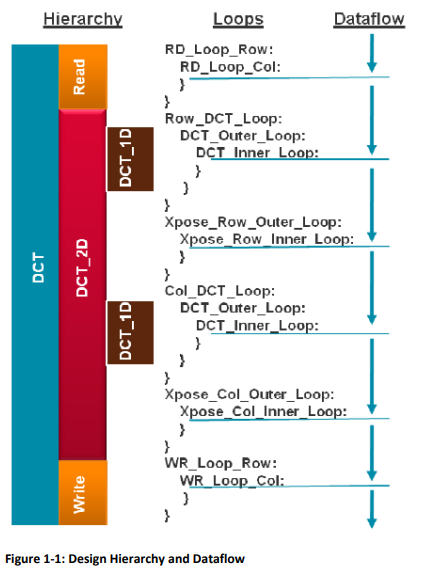 Hierarchy Loops Dataflow
DCT
Read
DCT_2D
Write
DCT_1D
DCT_1D
RD_Loop_Row:
RD_Loop_Col:
}
}
Row_DCT_Loop:
DCT_Outer_Loop:
DCT_Inner_Loop:
}
}
}
Xpose_Row_Outer_Loop:
Xpose_Row_Inner_Loop:
}
}
Col_DCT_Loop:
DCT_Outer_Loop:
DCT_Inner_Loop:
}
}
}
Xpose_Col_Outer_Loop:
Xpose_Col_Inner_Loop:
}
}
WR_Loop_Row:
WR_Loop_Col:
}
}
Figure 1-1: Design Hierarchy and Dataflow